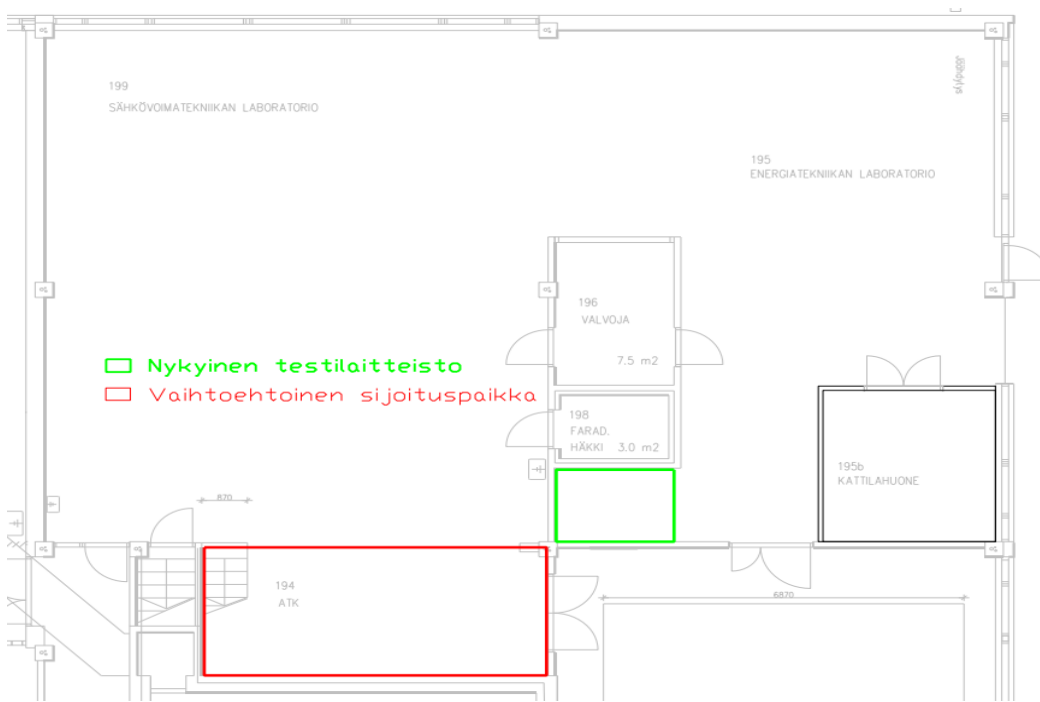 199
SÄHKÖVOIMATEKNIIKAN LABORATORIO
Jäähdytys
195
ENERGIATEKNIIKAN LABORATORIO
196
VALVOJA
7.5 m2
Nykyinen testilaitteisto
Vaihtoehtoinen sijoituspaikka
198
FARAD.
HÄKKI 3.0 m2
195b
KATTILAHUONE
870
194
ATK
6870